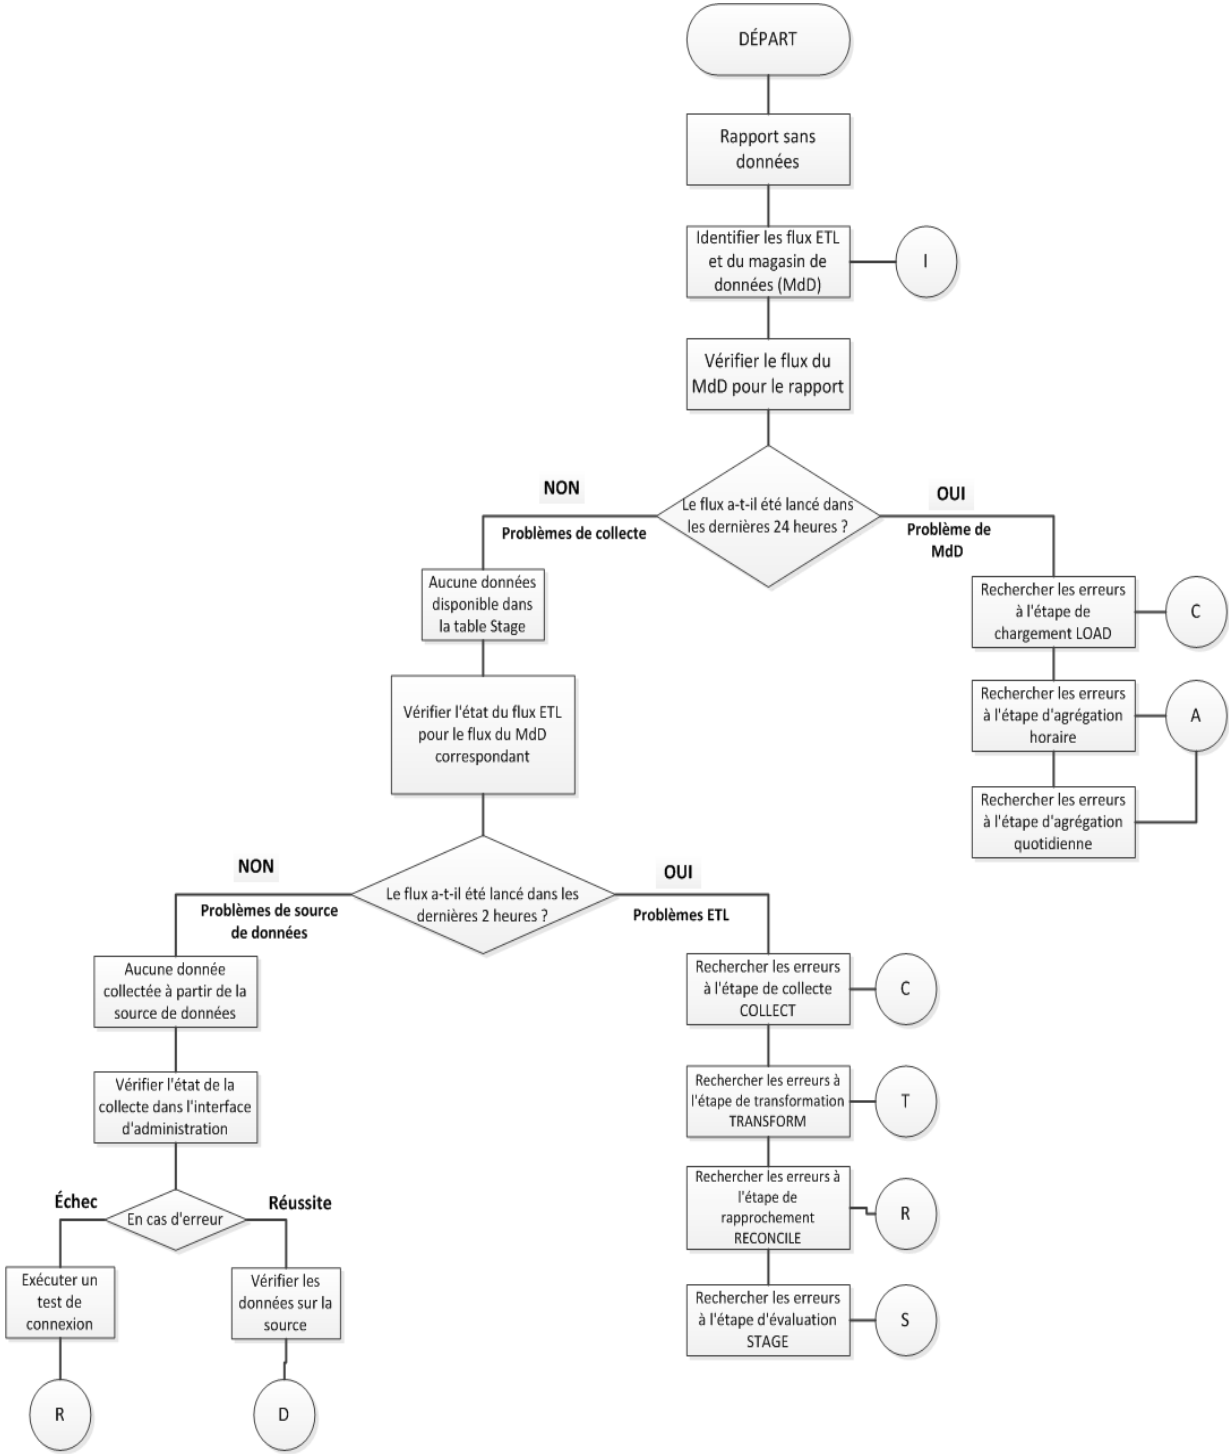 DÉPART
Rapport sans
données
Identifier les flux ETL
et du magasin de
données (MdD)
I
Vérifier le flux du
MdD pour le rapport
Le flux a-t-il été lancé dans
les dernières 24 heures ?
NON
Problèmes de collecte
OUI
Problème de
MdD
Aucune données
disponible dans
la table Stage
Vérifier l'état du flux ETL
pour le flux du MdD
correspondant
Rechercher les erreurs
à l'étape de
chargement LOAD
C
Rechercher les erreurs
à l'étape d'agrégation
horaire
A
Rechercher les erreurs
à l'étape d'agrégation
quotidienne
Le flux a-t-il été lancé dans les
dernières 2 heures ?
NON
Problèmes de source
de données
OUI
Problèmes ETL
Aucune donnée
collectée à partir de la
source de données
Vérifier l'état de la
collecte dans l'interface
d'administration
En cas d'erreur
Échec
Réussite
Exécuter un
test de
connexion
R
Vérifier les
données sur la
source
D
Rechercher les erreurs
à l'étape de collecte
COLLECT
C
Rechercher les erreurs à
l'étape de transformation
TRANSFORM
T
Rechercher les erreurs à
l'étape de
rapprochement
RECONCILE
R
Rechercher les erreurs
à l'étape d'évaluation
STAGE
S